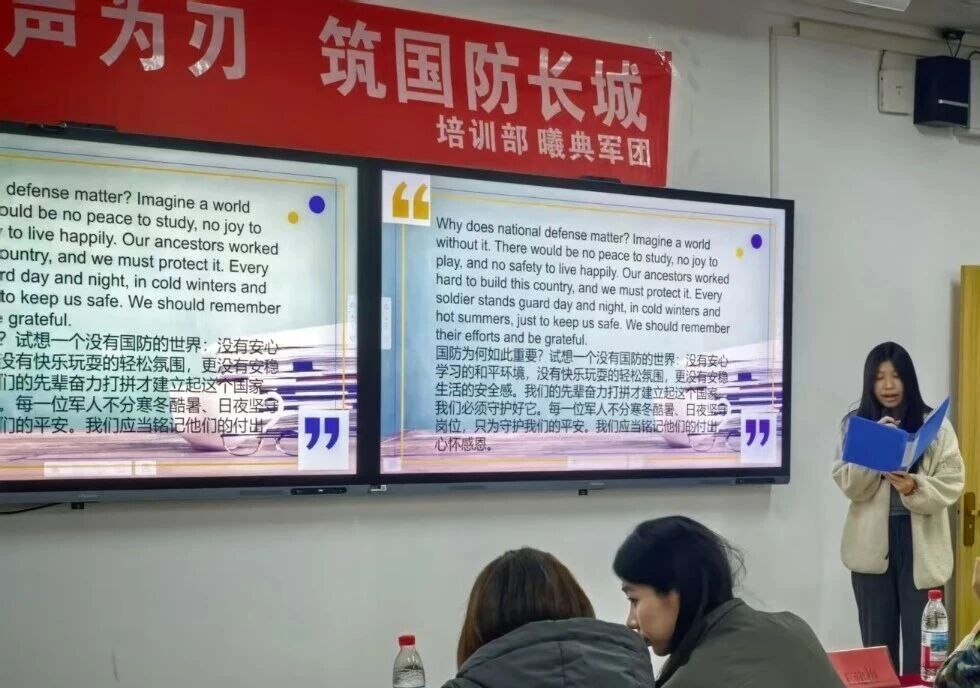 声为刃 筑国防长城
培训部 曦典军团
defense matter? Imagine a world
ould be no peace to study, no joy to
to live happily. Our ancestors worked
ountry, and we must protect it. Every
rd day and night, in cold winters and
to keep us safe. We should remember
e grateful.
？试想一个没有国防的世界：没有安心
没有快乐玩耍的轻松氛围，更没有安稳
们的先辈奋力打拼才建立起这个国家
。每一位军人不分寒冬酷暑、日夜坚守
们的平安。我们应当铭记他们的付出
Why does national defense matter? Imagine a world
without it. There would be no peace to study, no joy to
play, and no safety to live happily. Our ancestors worked
hard to build this country, and we must protect it. Every
soldier stands guard day and night, in cold winters and
hot summers, just to keep us safe. We should remember
their efforts and be grateful.
国防为何如此重要？试想一个没有国防的世界：没有安心
学习的和平环境，没有快乐玩耍的轻松氛围，更没有安稳
生活的安全感。我们的先辈奋力打拼才建立起这个国家
我们必须守护好它。每一位军人不分寒冬酷暑、日夜坚守
岗位，只为守护我们的平安。我们应当铭记他们的付出，
心怀感恩。